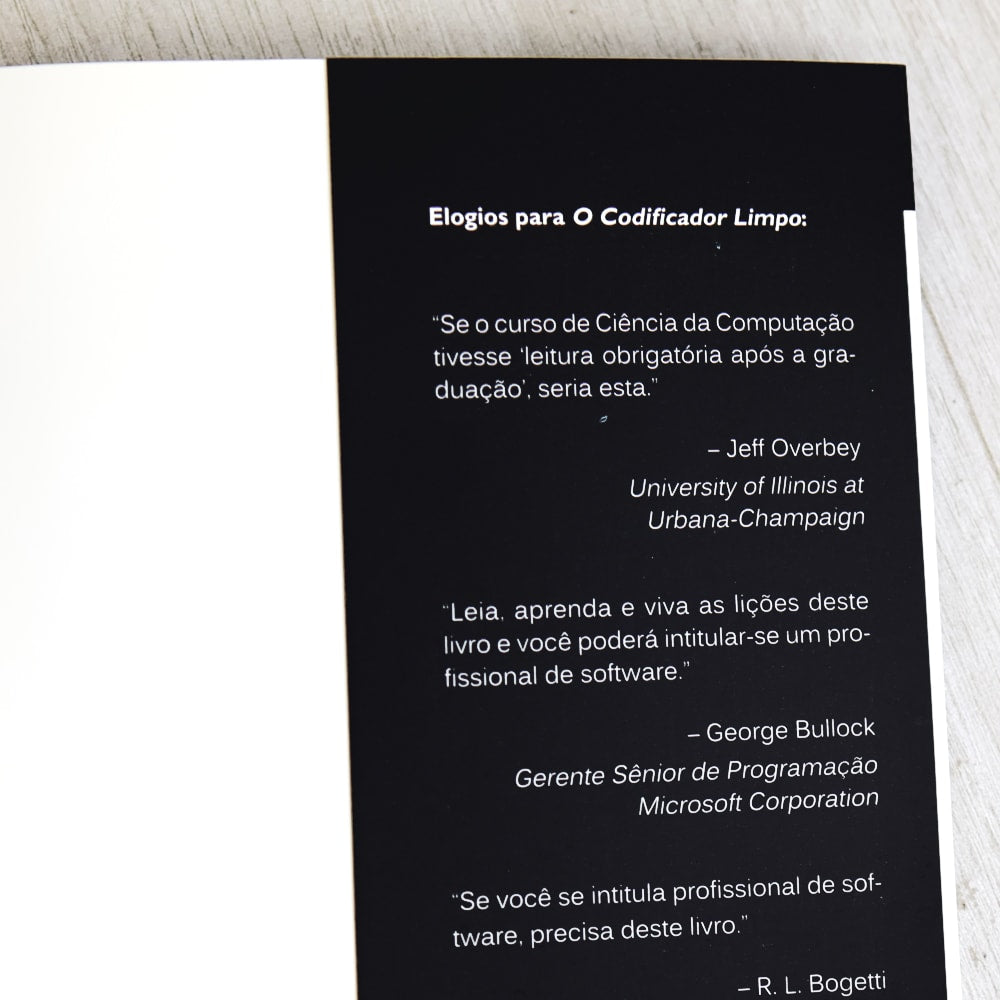 Elogios para O Codificador Limpo:
“Se o curso de Ciência da Computação
tivesse ‘leitura obrigatória após a gra-
duação’, seria esta.”
– Jeff Overbey
University of Illinois at
Urbana-Champaign
“Leia, aprenda e viva as lições deste
livro e você poderá intitular-se um pro-
fissional de software.”
– George Bullock
Gerente Sênior de Programação
Microsoft Corporation
“Se você se intitula profissional de sof-
tware, precisa deste livro.”
– R. L. Bogetti